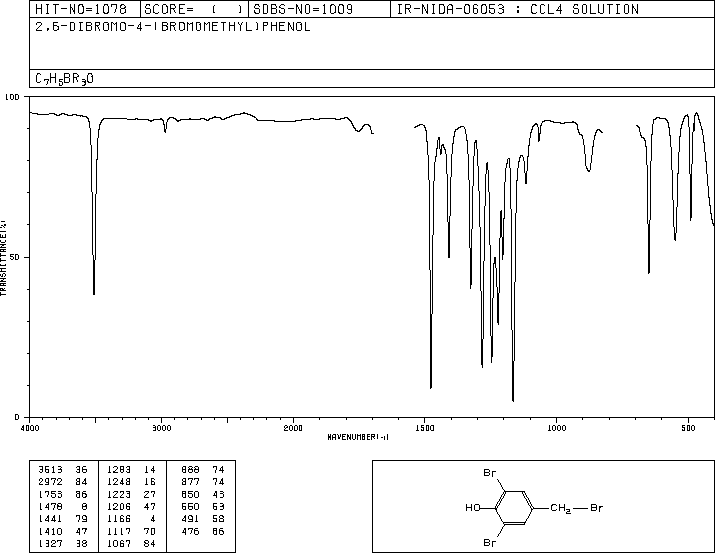 HIT-NO=1078 SCORE= ( ) SDBS-NO=1009 IR-NIDA-06053 : CCL4 SOLUTION
2,6-DIBROMO-4-(BROMOMETHYL)PHENOL
C7H5BR3O
100
50
0
TRANSMITTANCE(%)
4000 3000 2000 1500 1000 500
WAVENUMBER(-1)
3513 36 1283 14 888 74
2972 84 1248 16 877 74
1753 86 1223 27 650 43
1478 8 1206 47 550 53
1441 79 1166 4 491 58
1410 47 1117 70 476 86
1327 38 1067 84
Br
HO CH2 Br
Br